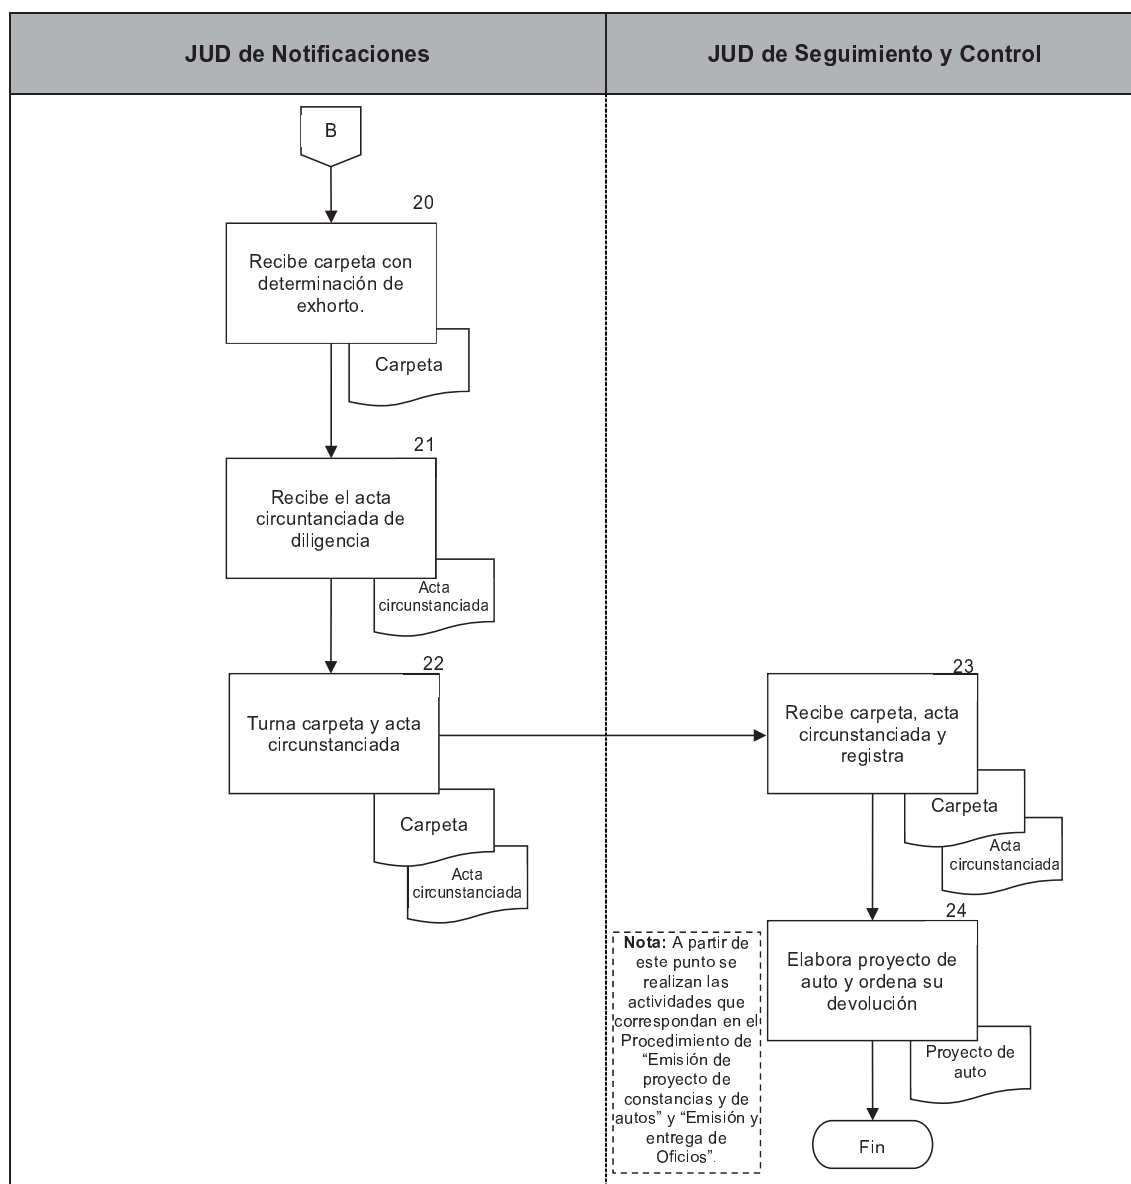 JUD de Notificaciones
JUD de Seguimiento y Control
B
20
Recibe carpeta con
determinación de
exhorto.
Carpeta
21
Recibe el acta
circuntanciada de
diligencia
Acta
circunstanciada
22
Turna carpeta y acta
circunstanciada
Carpeta
Acta
circunstanciada
23
Recibe carpeta, acta
circunstanciada y
registra
Carpeta
Acta
circunstanciada
24
Elabora proyecto de
auto y ordena su
devolución
Proyecto de
auto
Nota: A partir de
este punto se
realizan las
actividades que
correspondan en el
Procedimiento de
“Emisión de
proyecto de
constancias y de
autos” y “Emisión y
entrega de
Oficios”.
Fin